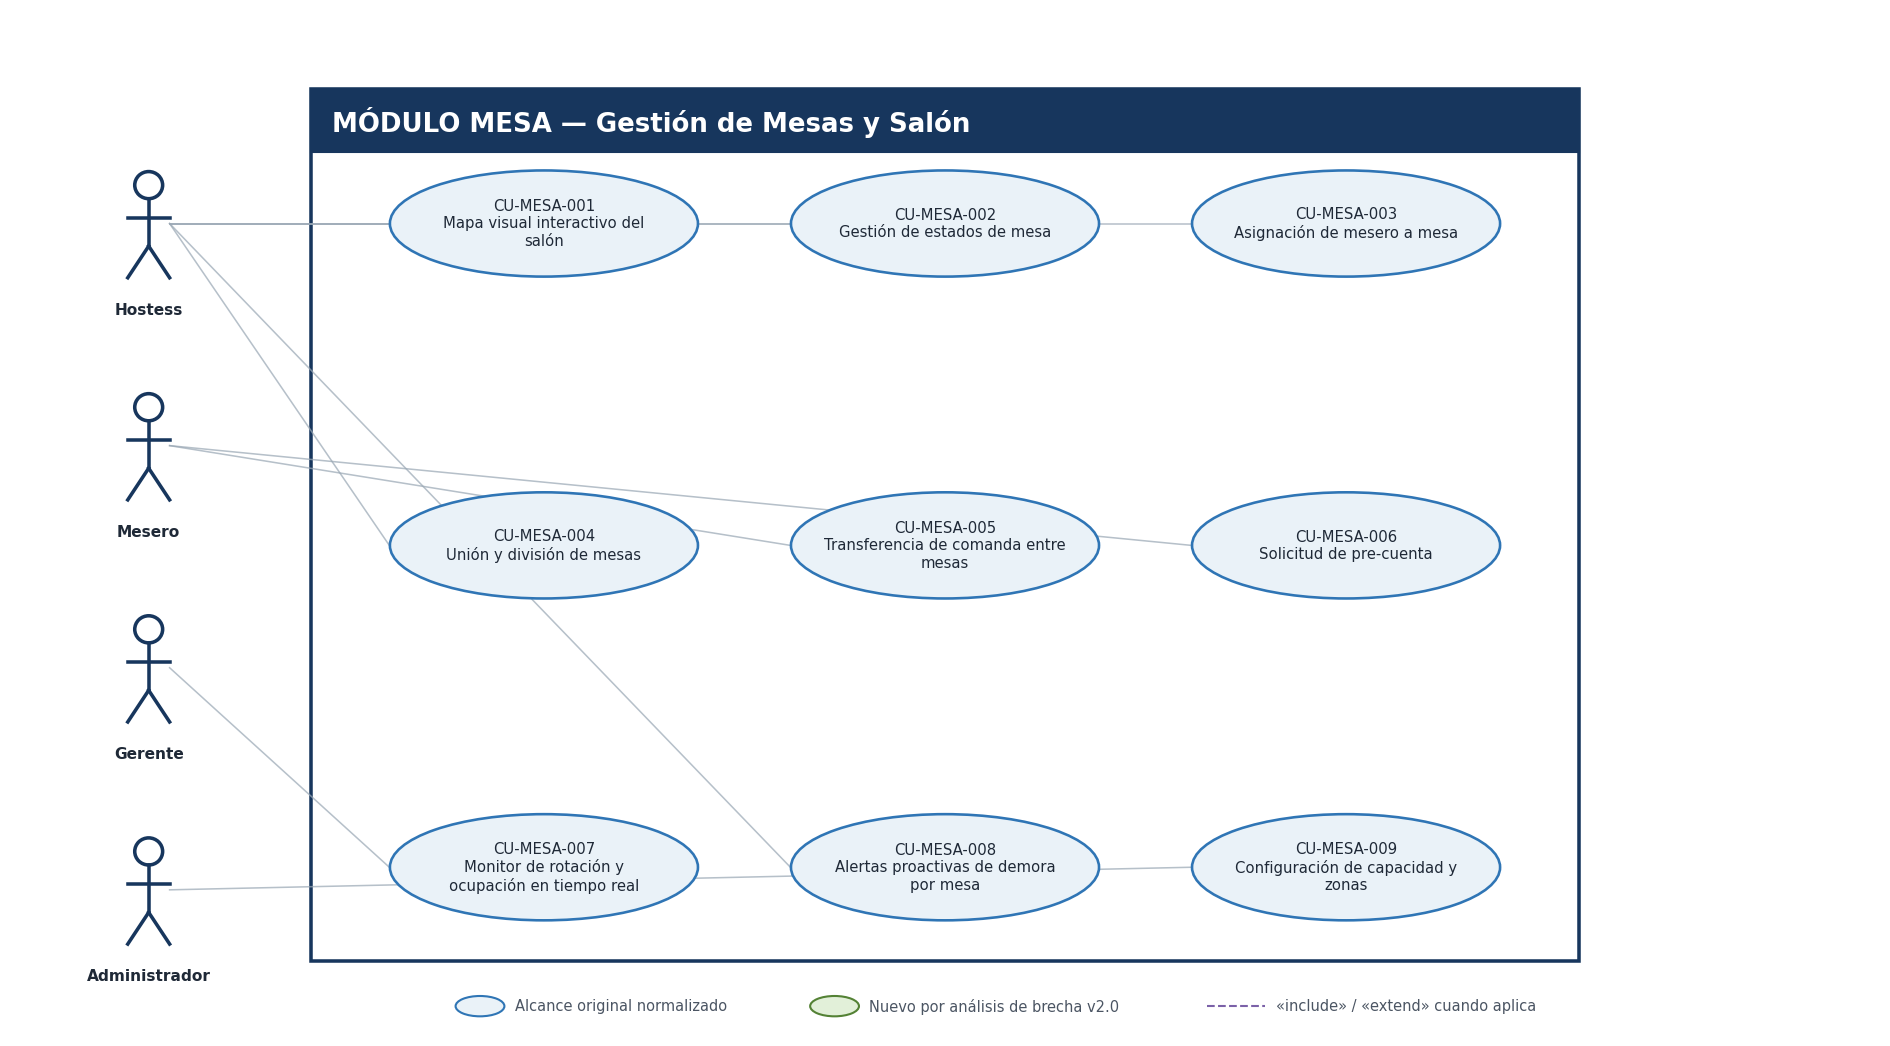 MÓDULO MESA — Gestión de Mesas y Salón
CU-MESA-001
Mapa visual interactivo del
salón
CU-MESA-002
Gestión de estados de mesa
CU-MESA-003
Asignación de mesero a mesa
Hostess
Mesero
CU-MESA-004
Unión y división de mesas
CU-MESA-005
Transferencia de comanda entre
mesas
CU-MESA-006
Solicitud de pre-cuenta
Gerente
CU-MESA-007
Monitor de rotación y
ocupación en tiempo real
CU-MESA-008
Alertas proactivas de demora
por mesa
CU-MESA-009
Configuración de capacidad y
zonas
Administrador
Alcance original normalizado
Nuevo por análisis de brecha v2.0
«include» / «extend» cuando aplica